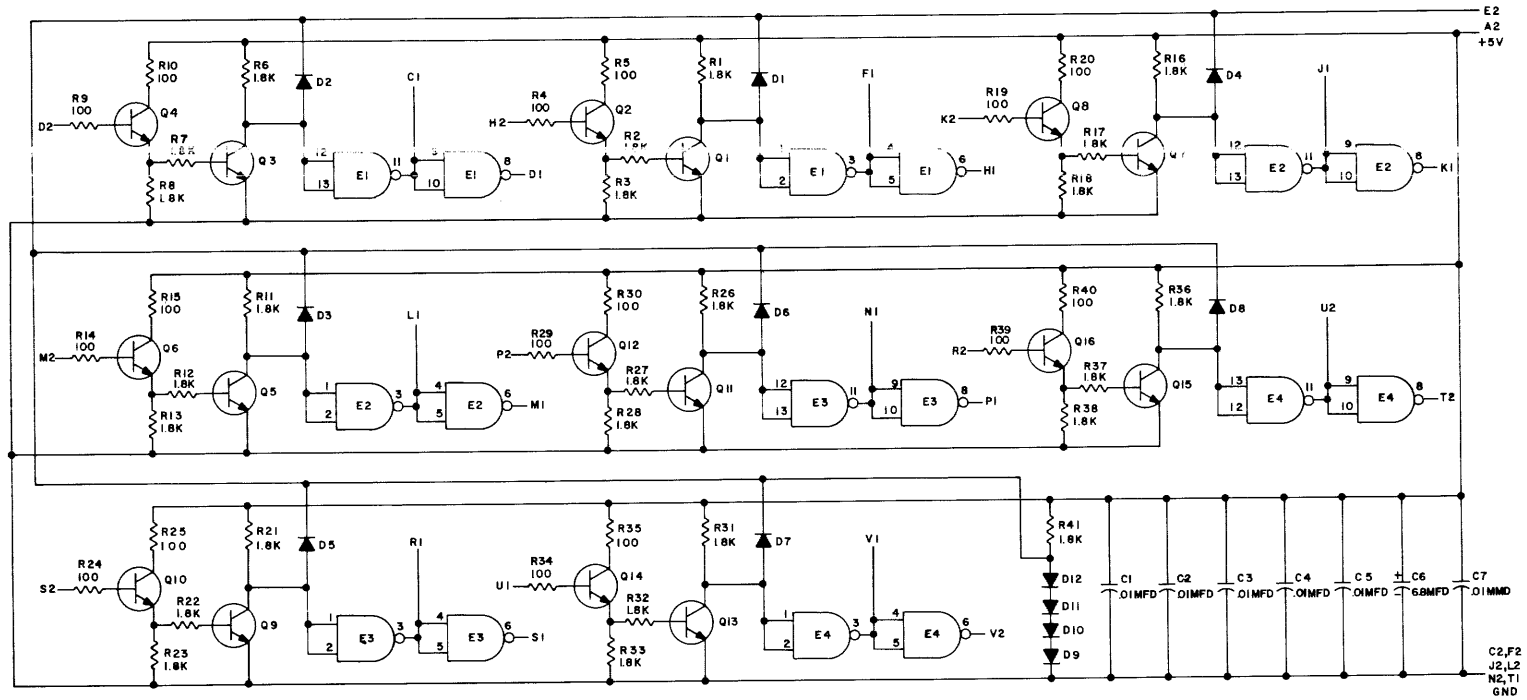 E2
A2
+5V
R10
100
R6
1.8K
D2
C1
R5
100
R1
1.8K
D1
F1
R20
100
R16
1.8K
D4
J1
R9
100
D2
Q4
R7
1.8K
Q3
R8
1.8K
12
13
E1
11
10
E1
8
D1
R4
100
H2
Q2
R2
1.8K
Q1
R3
1.8K
1
2
E1
3
5
E1
6
H1
R19
100
K2
Q8
R17
1.8K
R18
1.8K
12
13
E2
11
9
10
E2
8
K1
R15
100
R11
1.8K
D3
L1
R30
100
R26
1.8K
D6
N1
R40
100
R36
1.8K
D8
U2
R14
100
M2
Q6
R12
1.8K
Q5
R13
1.8K
1
2
E2
3
4
5
E2
6
M1
R29
100
P2
Q12
R27
1.8K
Q11
R28
1.8K
12
13
E3
11
9
10
E3
8
P1
R39
100
R2
Q16
R37
1.8K
Q15
R38
1.8K
13
12
E4
11
9
10
E4
8
T2
R25
100
R21
1.8K
D5
R1
R35
100
R31
1.8K
D7
V1
R41
1.8K
R24
100
S2
Q10
R22
1.8K
Q9
R23
1.8K
1
2
E3
3
4
5
E3
6
S1
R34
100
U1
Q14
R32
1.8K
Q13
R33
1.8K
1
2
E4
3
4
5
E4
6
V2
D12
D11
D10
D9
C1
.01MFD
C2
.01MFD
C3
.01MFD
C4
.01MFD
C5
.01MFD
+
C6
6.8MFD
C7
.01MMD
C2,F2
J2,L2
N2,T1
GND